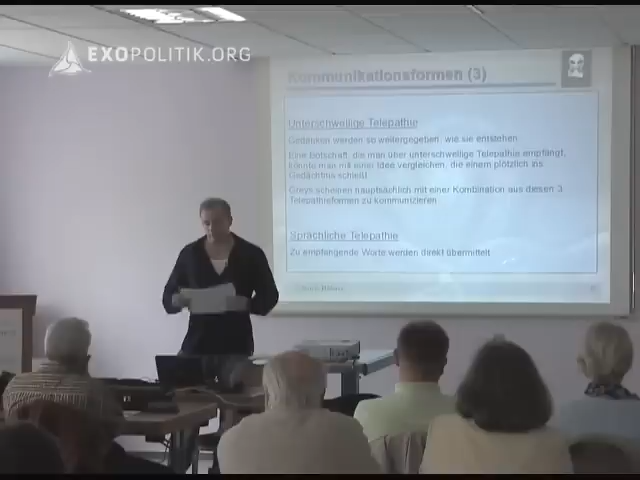 EXOPOLITIK.ORG
Kommunikationsformen (3)
Unterschwellige Telepathie
Gedanken werden so weitergegeben, wie sie entstehen
Eine Botschaft, die man über unterschwellige Telepathie empfängt,
könnte man mit einer Idee vergleichen, die einem plötzlich ins
Gedächtnis schießt
Greys scheinen hauptsächlich mit einer Kombination aus diesen 3
Telepathieformen zu kommunizieren
Sprachliche Telepathie
Zu empfangende Worte werden direkt übermittelt